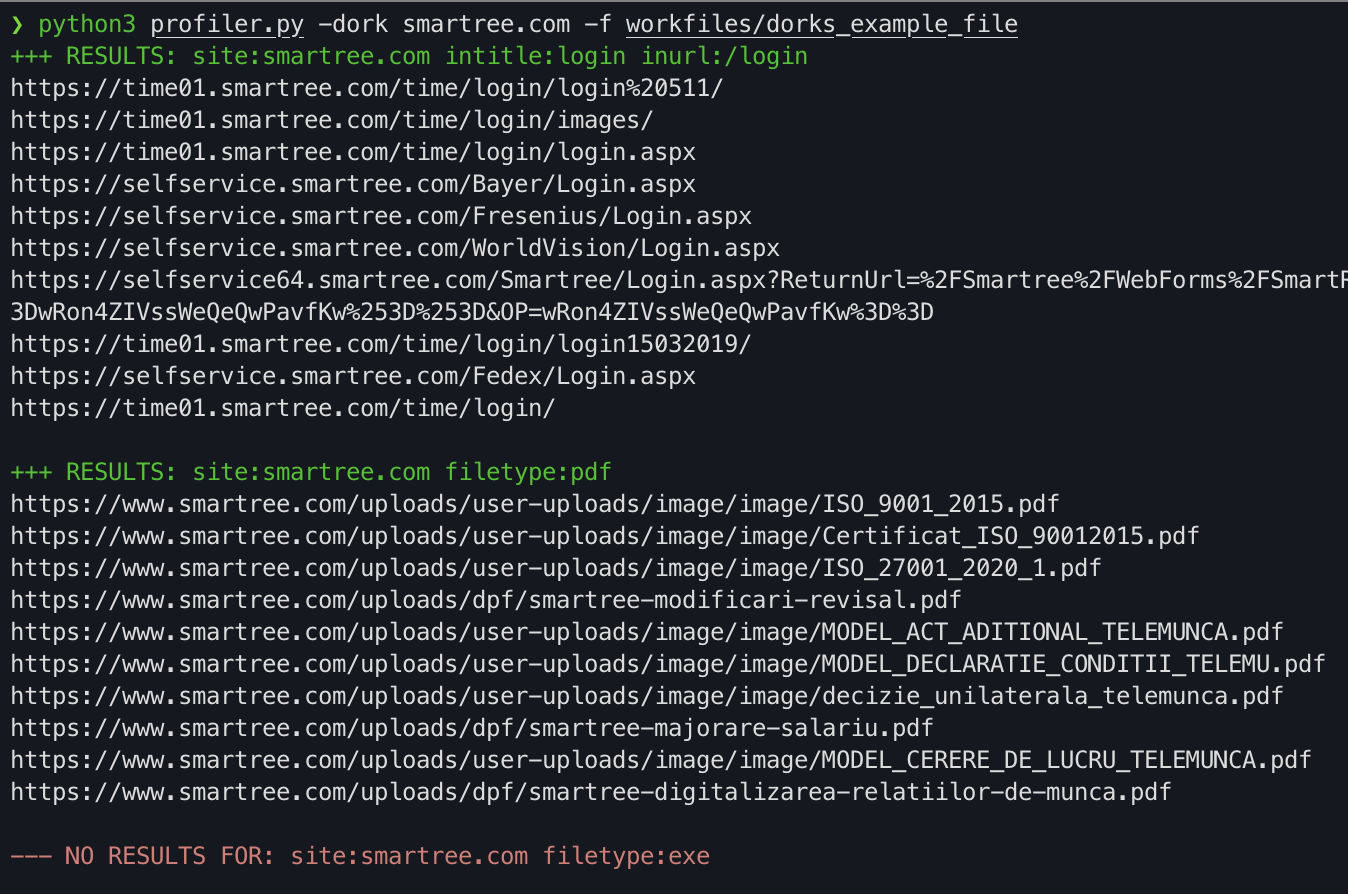 ❯ python3 profiler.py -dork smartree.com -f workfiles/dorks_example_file
+++ RESULTS: site:smartree.com intitle:login inurl:/login
https://time01.smartree.com/time/login/login%20511/
https://time01.smartree.com/time/login/images/
https://time01.smartree.com/time/login/login.aspx
https://selfservice.smartree.com/Bayer/Login.aspx
https://selfservice.smartree.com/Fresenius/Login.aspx
https://selfservice.smartree.com/WorldVision/Login.aspx
https://selfservice64.smartree.com/Smartree/Login.aspx?ReturnUrl=%2FSmartree%2FWebForms%2FSmartR
3DwRon4ZIVssWeQeQwPavfKw%253D%253D&OP=wRon4ZIVssWeQeQwPavfKw%3D%3D
https://time01.smartree.com/time/login/login15032019/
https://selfservice.smartree.com/Fedex/Login.aspx
https://time01.smartree.com/time/login/
+++ RESULTS: site:smartree.com filetype:pdf
https://www.smartree.com/uploads/user-uploads/image/image/ISO_9001_2015.pdf
https://www.smartree.com/uploads/user-uploads/image/image/Certificat_ISO_90012015.pdf
https://www.smartree.com/uploads/user-uploads/image/image/ISO_27001_2020_1.pdf
https://www.smartree.com/uploads/dpf/smartree-modificari-revisal.pdf
https://www.smartree.com/uploads/user-uploads/image/image/MODEL_ACT_ADITIONAL_TELEMUNCA.pdf
https://www.smartree.com/uploads/user-uploads/image/image/MODEL_DECLARATIE_CONDITII_TELEMU.pdf
https://www.smartree.com/uploads/user-uploads/image/image/decizie_unilaterala_telemunca.pdf
https://www.smartree.com/uploads/dpf/smartree-majorare-salariu.pdf
https://www.smartree.com/uploads/user-uploads/image/image/MODEL_CERERE_DE_LUCRU_TELEMUNCA.pdf
https://www.smartree.com/uploads/dpf/smartree-digitalizarea-relatiilor-de-munca.pdf
--- NO RESULTS FOR: site:smartree.com filetype:exe